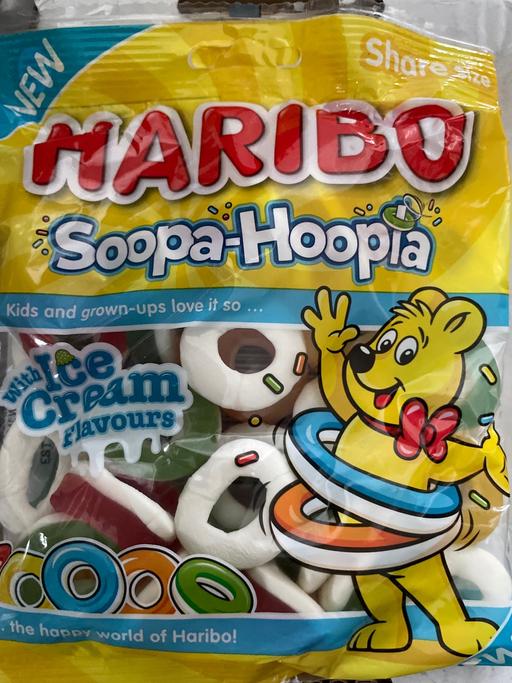 NEW
Share size
HARIBO
Soopa-Hoopla
Kids and grown-ups love it so ...
With Ice
Cream
Flavours
183
... the happy world of Haribo!